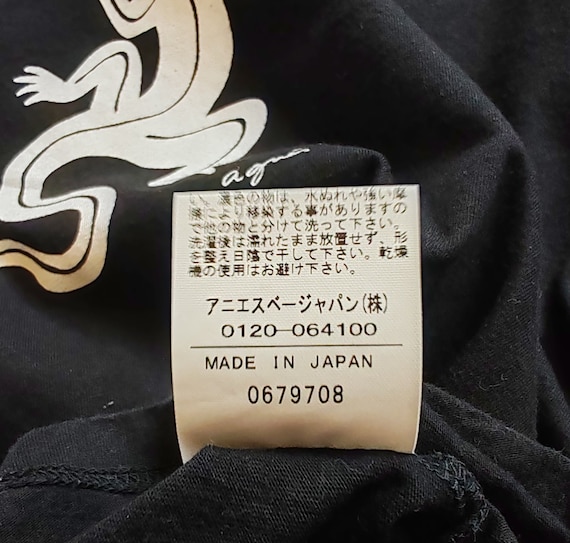 agnès
い。濃色の物は、水ぬれや強い摩
擦により移染する事がありますの
で他の物と分けて洗って下さい。
洗濯後は濡れたまま放置せず、形
を整え日陰で干して下さい。乾燥
機の使用はお避け下さい。
アニエスベージャパン(株)
0120-064100
MADE IN JAPAN
0679708